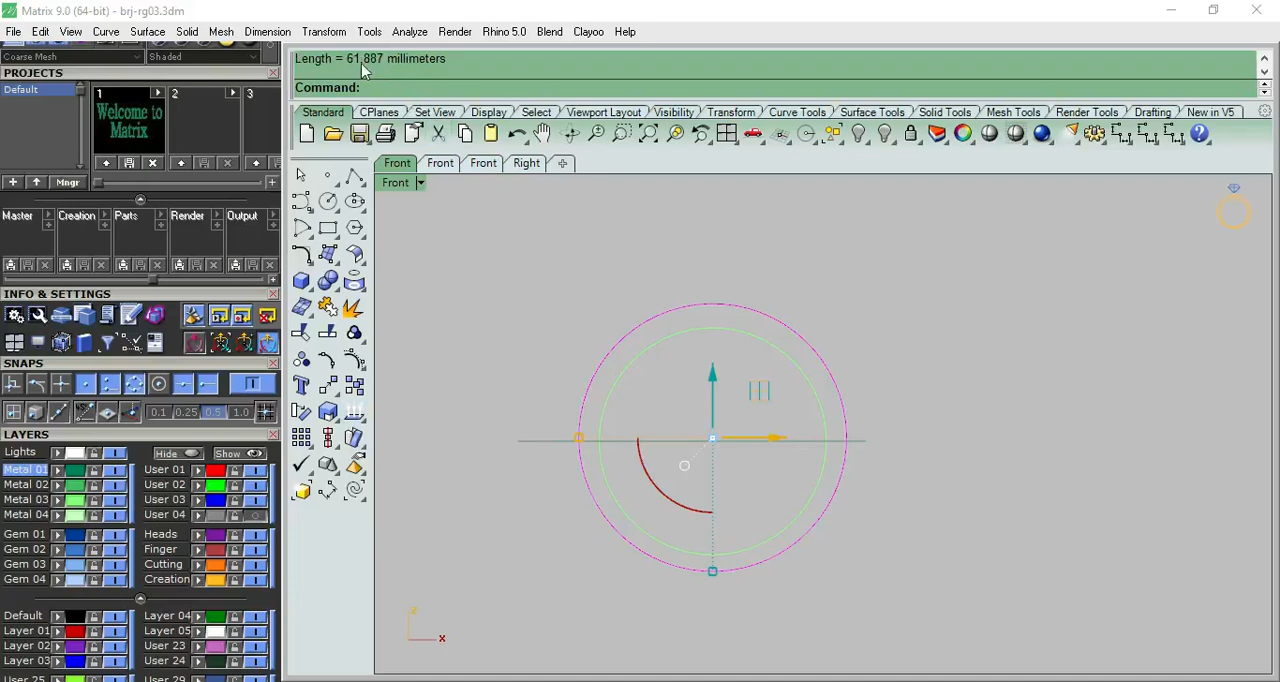 Matrix 9.0 (64-bit) - brj-rg03.3dm
File Edit View Curve Surface Solid Mesh Dimension Transform Tools Analyze Render Rhino 5.0 Blend Clayoo Help
Coarse Mesh Shaded
PROJECTS
Default
1 2 3
Welcome to Matrix
+ Mngr
Master Creation Parts Render Output
INFO & SETTINGS
SNAPS
0.1 0.25 0.5 1.0
LAYERS
Lights Hide Show
Metal 01 User 01
Metal 02 User 02
Metal 03 User 03
Metal 04 User 04
Gem 01 Heads
Gem 02 Finger
Gem 03 Cutting
Gem 04 Creation
Default Layer 04
Layer 01 Layer 05
Layer 02 User 23
Layer 03 User 24
User 25 User 29
Length = 61.887 millimeters
Command:
Standard CPlanes Set View Display Select Viewport Layout Visibility Transform Curve Tools Surface Tools Solid Tools Mesh Tools Render Tools Drafting New in V5
Front Front Front Right
Front
z
x